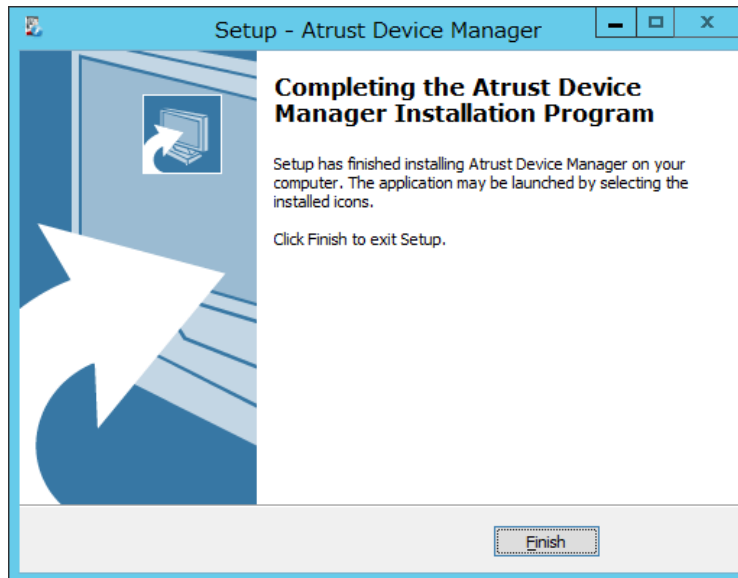 Setup - Atrust Device Manager
Completing the Atrust Device
Manager Installation Program
Setup has finished installing Atrust Device Manager on your
computer. The application may be launched by selecting the
installed icons.
Click Finish to exit Setup.
Finish